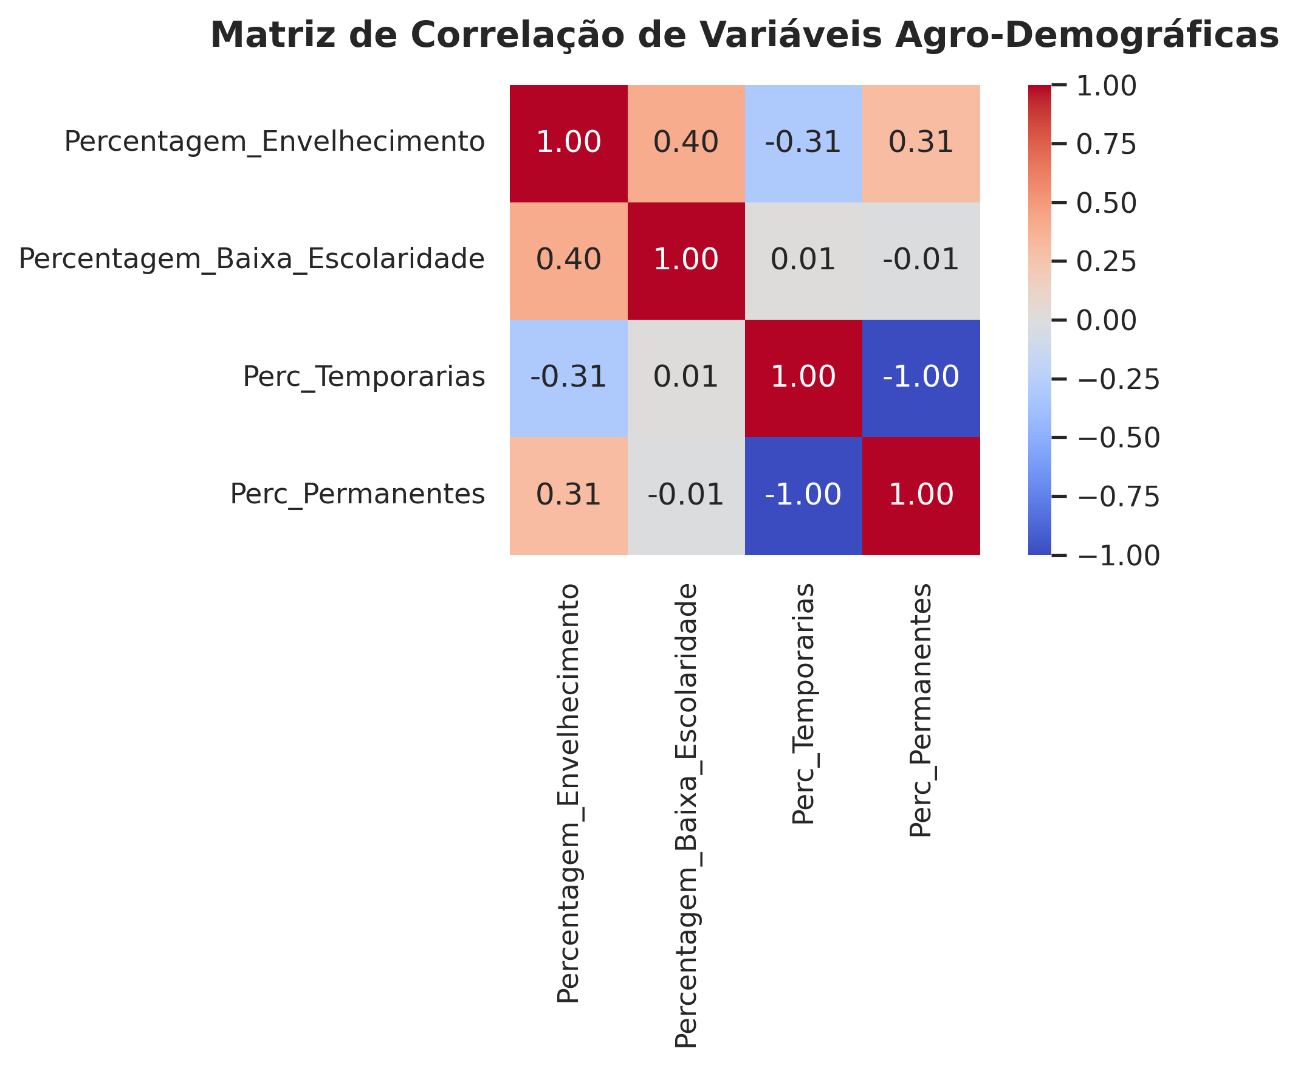 Matriz de Correlação de Variáveis Agro-Demográficas
Percentagem_Envelhecimento 1.00 0.40 -0.31 0.31
Percentagem_Baixa_Escolaridade 0.40 1.00 0.01 -0.01
Perc_Temporarias -0.31 0.01 1.00 -1.00
Perc_Permanentes 0.31 -0.01 -1.00 1.00
Percentagem_Envelhecimento
Percentagem_Baixa_Escolaridade
Perc_Temporarias
Perc_Permanentes
1.00
0.75
0.50
0.25
0.00
−0.25
−0.50
−0.75
−1.00